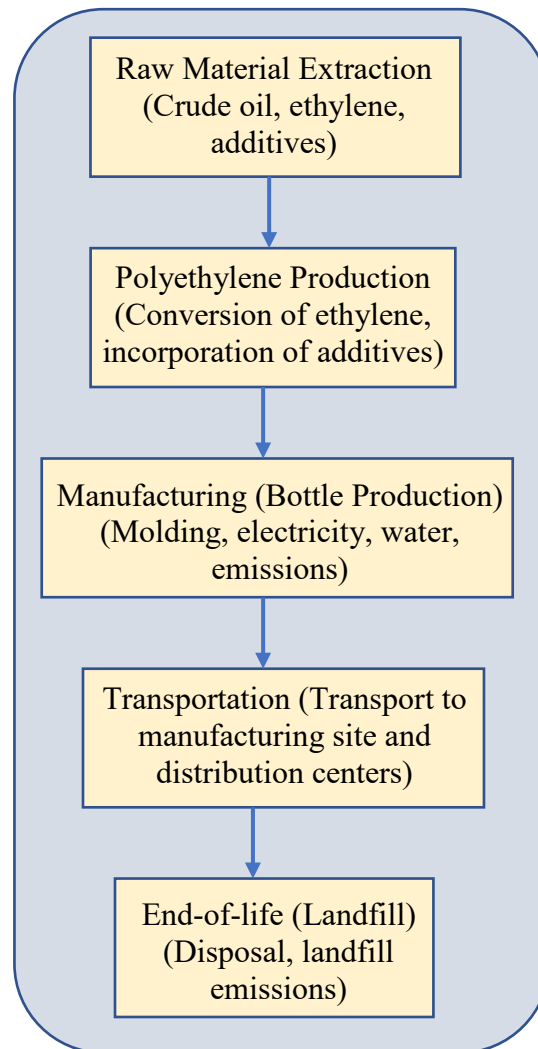 Raw Material Extraction
(Crude oil, ethylene,
additives)
Polyethylene Production
(Conversion of ethylene,
incorporation of additives)
Manufacturing (Bottle Production)
(Molding, electricity, water,
emissions)
Transportation (Transport to
manufacturing site and
distribution centers)
End-of-life (Landfill)
(Disposal, landfill
emissions)